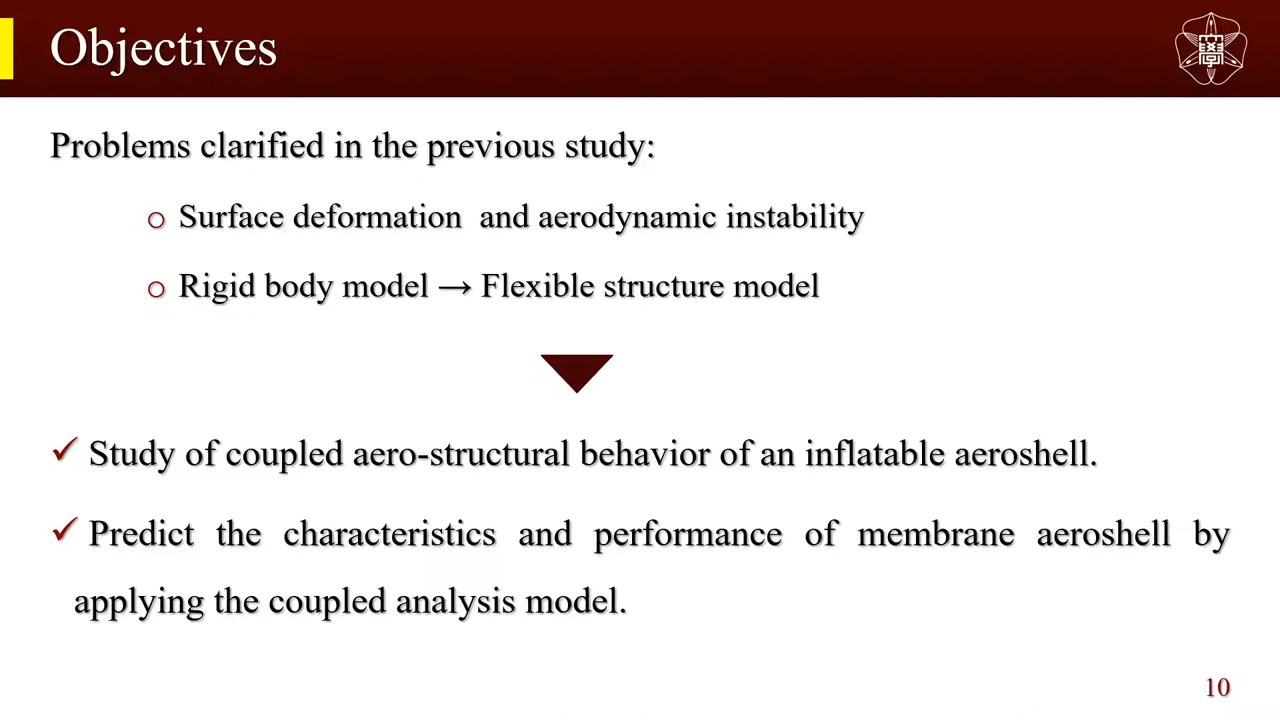 Objectives
Problems clarified in the previous study:
o Surface deformation and aerodynamic instability
o Rigid body model → Flexible structure model
✓ Study of coupled aero-structural behavior of an inflatable aeroshell.
✓ Predict the characteristics and performance of membrane aeroshell by
applying the coupled analysis model.
10